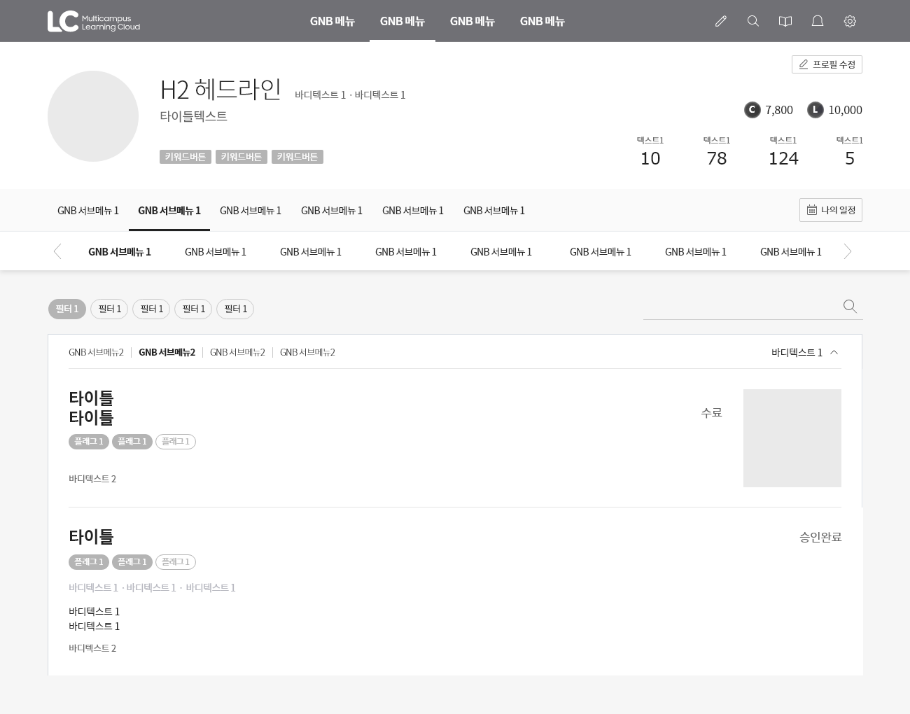 LC Multicampus Learning Cloud
GNB 메뉴 GNB 메뉴 GNB 메뉴 GNB 메뉴
프로필 수정
H2 헤드라인 바디텍스트 1 · 바디텍스트 1
타이틀텍스트
C 7,800 L 10,000
텍스트1 텍스트1 텍스트1 텍스트1
10 78 124 5
키워드버튼 키워드버튼 키워드버튼
GNB 서브메뉴 1 GNB 서브메뉴 1 GNB 서브메뉴 1 GNB 서브메뉴 1 GNB 서브메뉴 1 GNB 서브메뉴 1 나의 일정
GNB 서브메뉴 1 GNB 서브메뉴 1 GNB 서브메뉴 1 GNB 서브메뉴 1 GNB 서브메뉴 1 GNB 서브메뉴 1 GNB 서브메뉴 1 GNB 서브메뉴 1
필터 1 필터 1 필터 1 필터 1 필터 1
GNB 서브메뉴2 GNB 서브메뉴2 GNB 서브메뉴2 GNB 서브메뉴2 바디텍스트 1
타이틀
타이틀
수료
플래그 1 플래그 1 플래그 1
바디텍스트 2
타이틀
승인완료
플래그 1 플래그 1 플래그 1
바디텍스트 1 · 바디텍스트 1 · 바디텍스트 1
바디텍스트 1
바디텍스트 1
바디텍스트 2